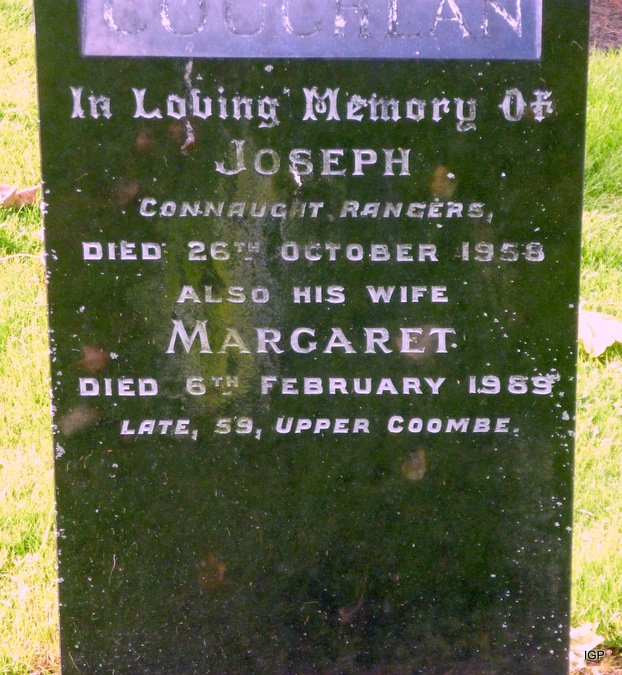 COUGHLAN
In Loving Memory Of
JOSEPH
CONNAUGHT RANGERS,
DIED 26TH OCTOBER 1958
ALSO HIS WIFE
MARGARET
DIED 6TH FEBRUARY 1989
LATE, 59, UPPER COOMBE.
IGP